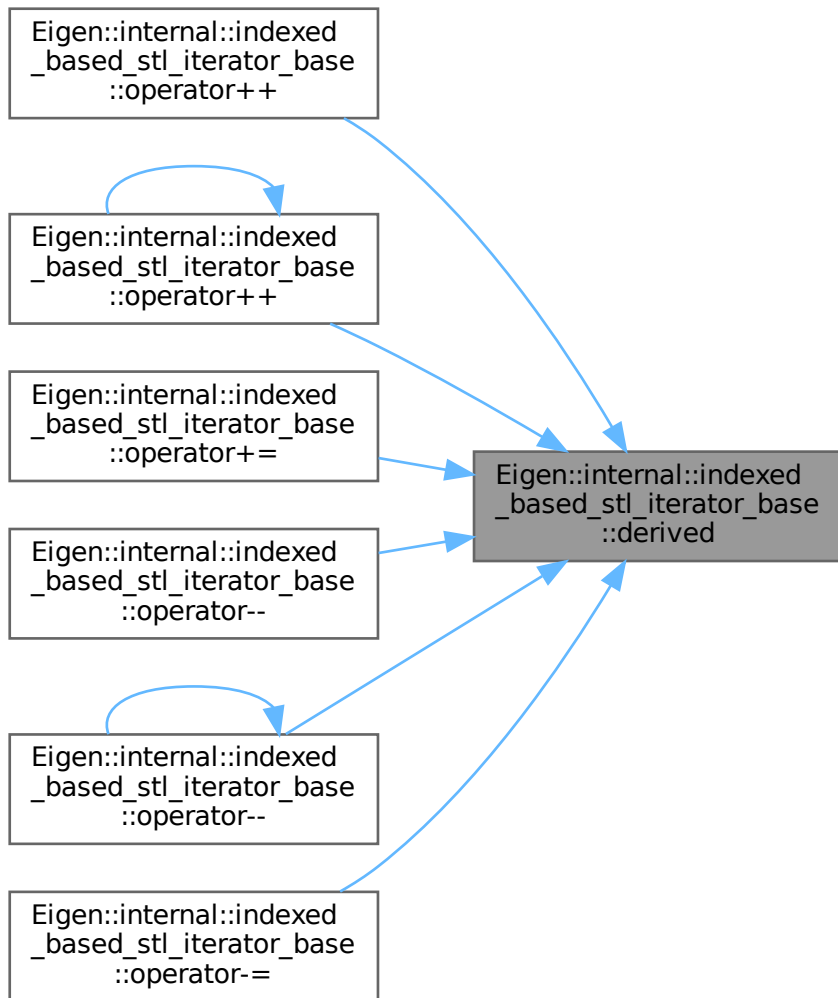 Eigen::internal::indexed
_based_stl_iterator_base
::operator++
Eigen::internal::indexed
_based_stl_iterator_base
::operator++
Eigen::internal::indexed
_based_stl_iterator_base
::operator+=
Eigen::internal::indexed
_based_stl_iterator_base
::operator--
Eigen::internal::indexed
_based_stl_iterator_base
::operator--
Eigen::internal::indexed
_based_stl_iterator_base
::operator-=
Eigen::internal::indexed
_based_stl_iterator_base
::derived